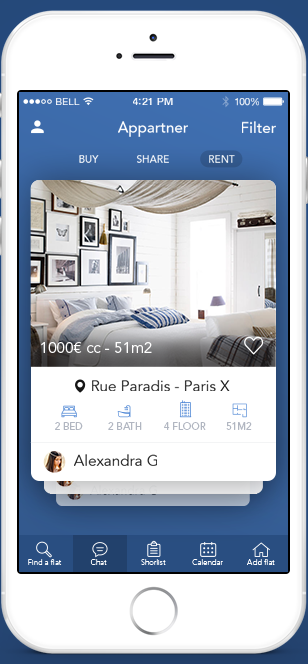 BELL 4:21 PM 100%
Appartner Filter
BUY SHARE RENT
1000€ cc - 51m2
Rue Paradis - Paris X
2 BED 2 BATH 4 FLOOR 51M2
Alexandra G
Find a flat Chat Shorlist Calendar Add flat